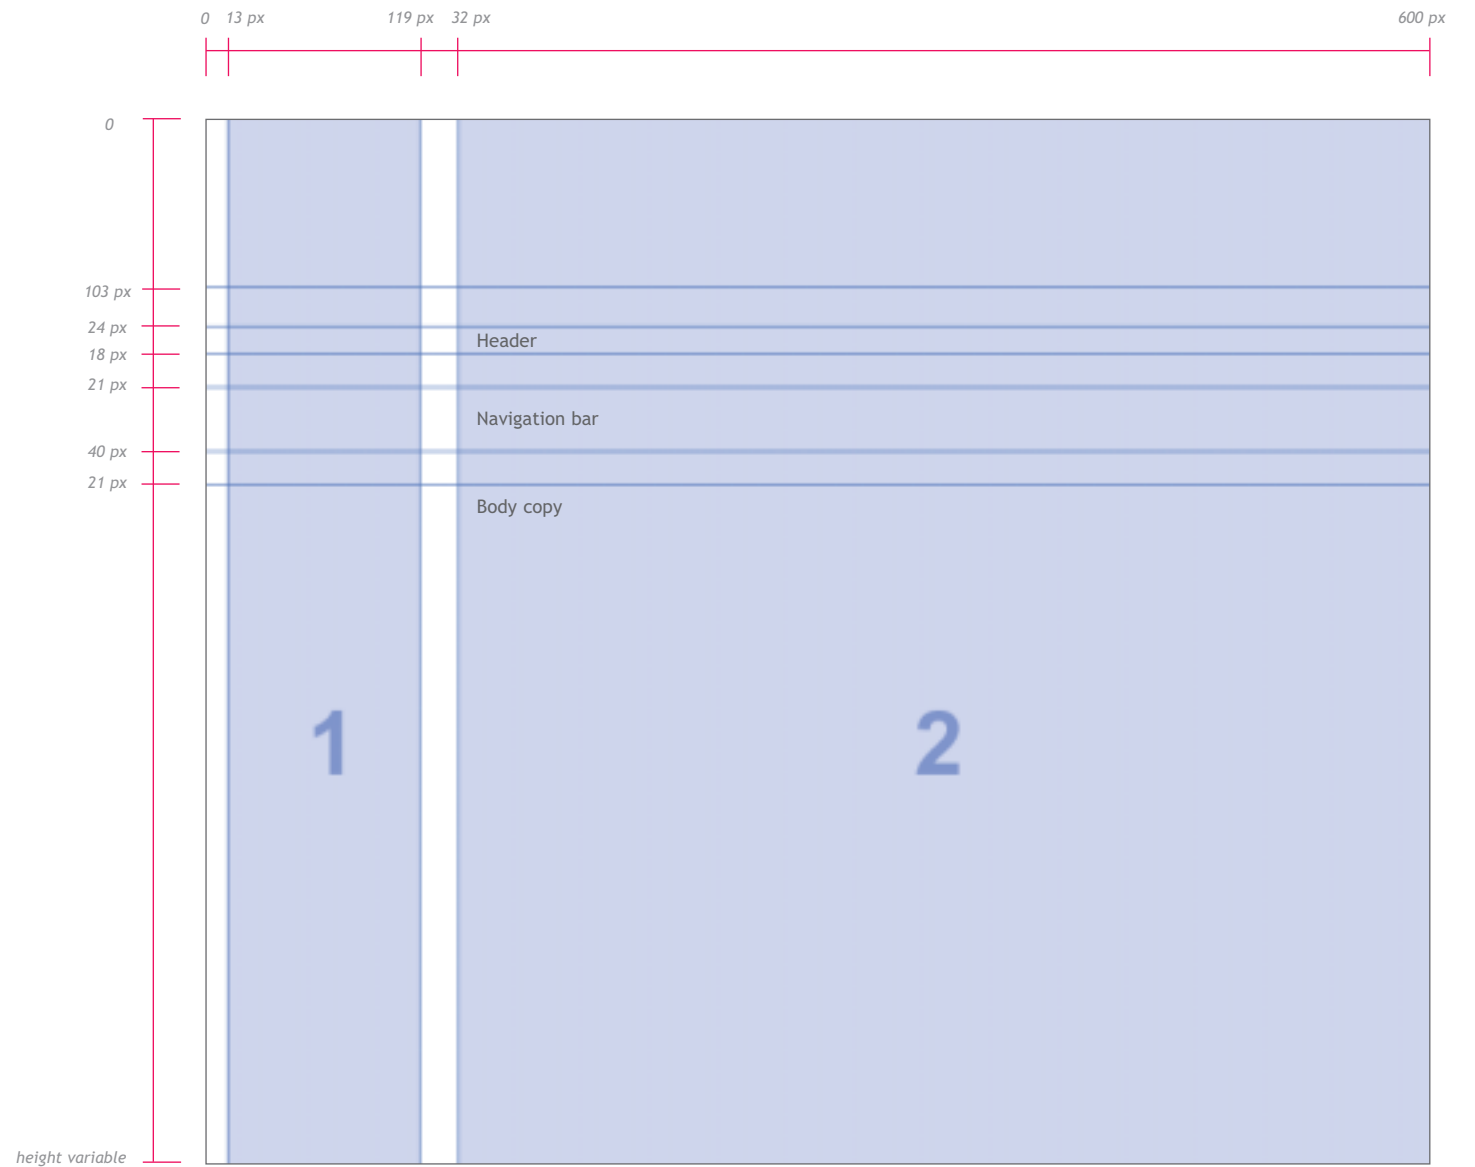 0 13 px 119 px 32 px 600 px
0
103 px
24 px
Header
18 px
21 px
Navigation bar
40 px
21 px
Body copy
1 2
height variable